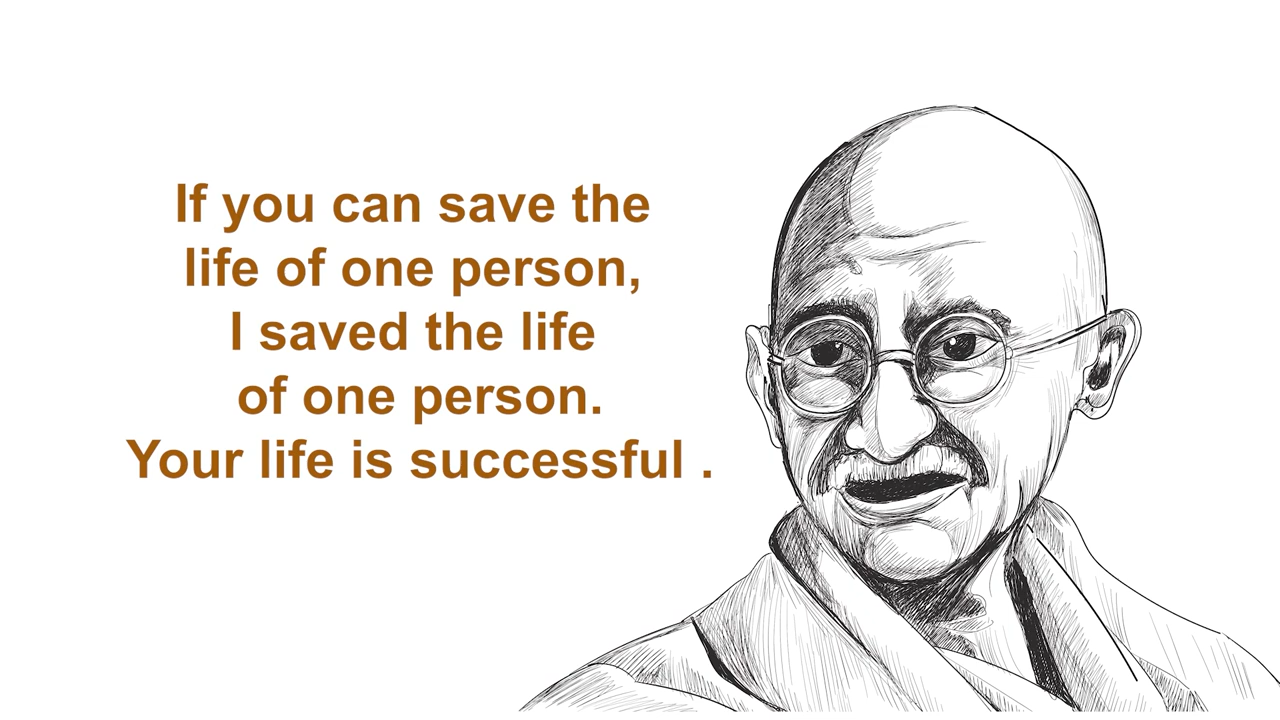 If you can save the
life of one person,
I saved the life
of one person.
Your life is successful .